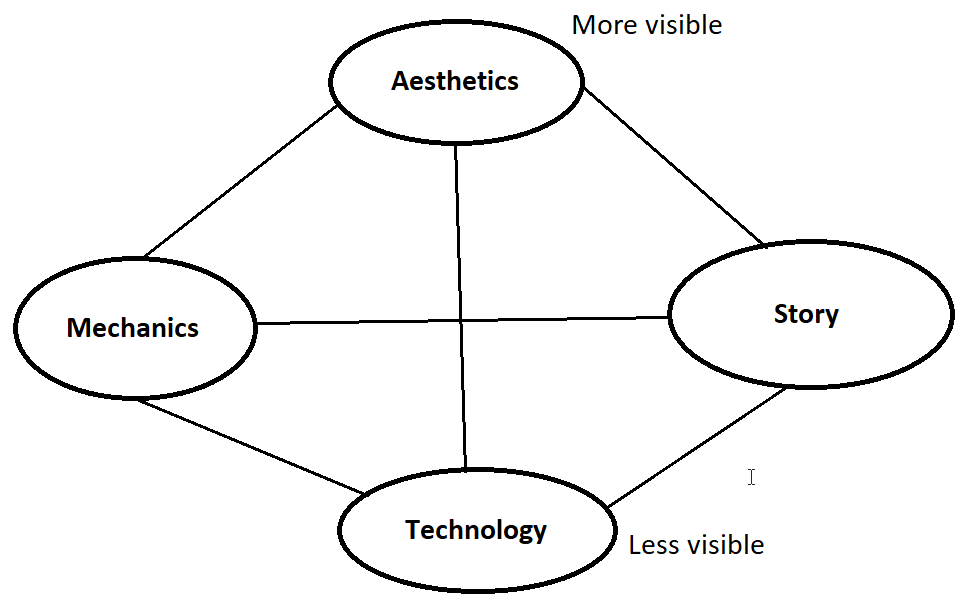 More visible
Aesthetics
Mechanics
Story
Technology
Less visible